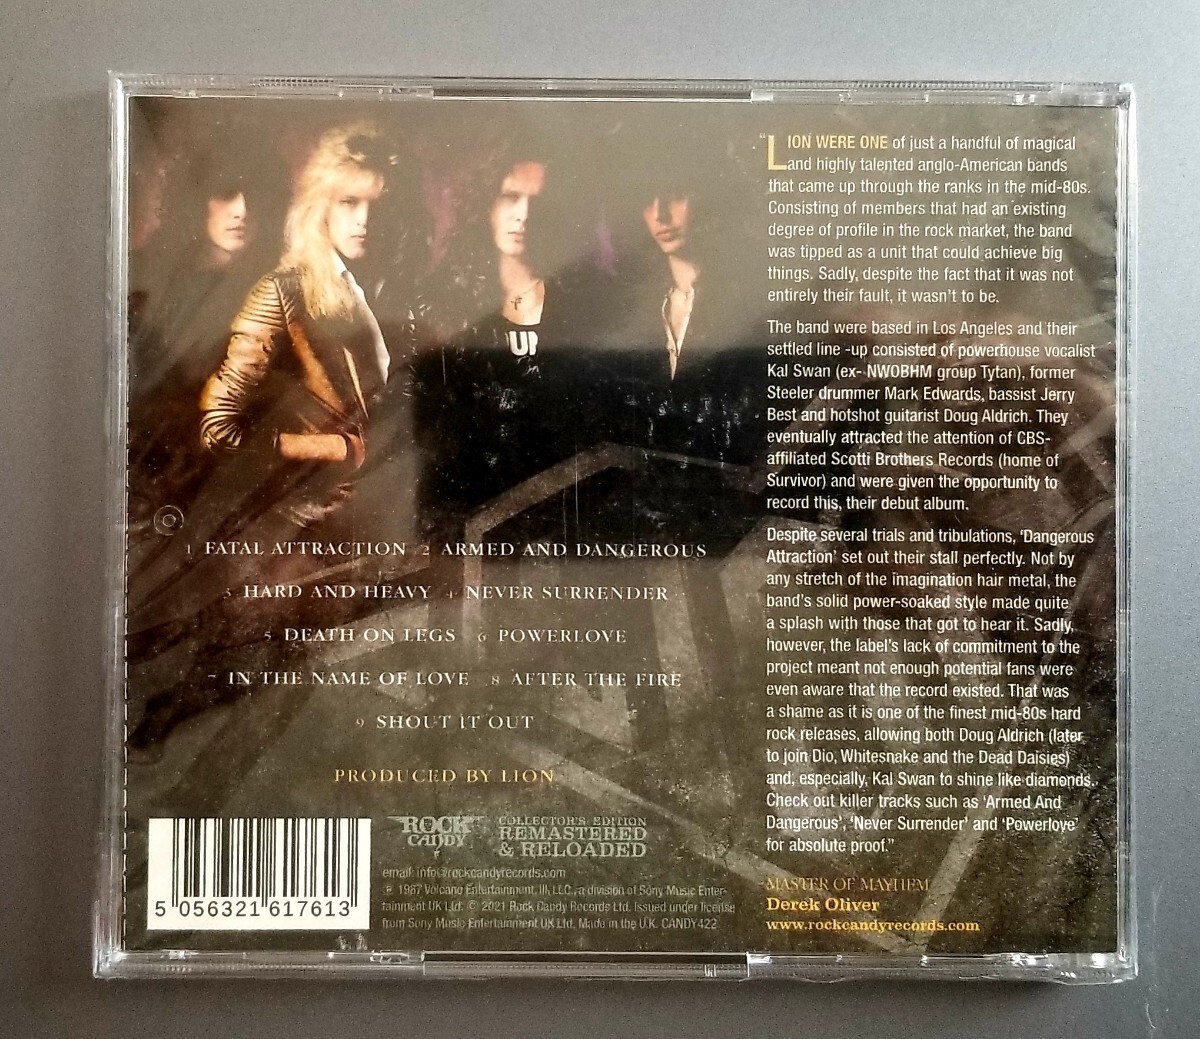 "LION WERE ONE of just a handful of magical
and highly talented anglo-American bands
that came up through the ranks in the mid-80s.
Consisting of members that had an existing
degree of profile in the rock market, the band
was tipped as a unit that could achieve big
things. Sadly, despite the fact that it was not
entirely their fault, it wasn't to be.
The band were based in Los Angeles and their
settled line -up consisted of powerhouse vocalist
Kal Swan (ex- NWOBHM group Tytan), former
Steeler drummer Mark Edwards, bassist Jerry
Best and hotshot guitarist Doug Aldrich. They
eventually attracted the attention of CBS-
affiliated Scotti Brothers Records (home of
Survivor) and were given the opportunity to
record this, their debut album.
Despite several trials and tribulations, 'Dangerous
Attraction' set out their stall perfectly. Not by
any stretch of the imagination hair metal, the
band's solid power-soaked style made quite
a splash with those that got to hear it. Sadly,
however, the label's lack of commitment to the
project meant not enough potential fans were
even aware that the record existed. That was
a shame as it is one of the finest mid-80s hard
rock releases, allowing both Doug Aldrich (later
to join Dio, Whitesnake and the Dead Daisies)
and, especially, Kal Swan to shine like diamonds.
Check out killer tracks such as 'Armed And
Dangerous', 'Never Surrender' and 'Powerlove'
for absolute proof."
MASTER OF MAYHEM
Derek Oliver
www.rockcandyrecords.com
UP
1 FATAL ATTRACTION 2 ARMED AND DANGEROUS
3 HARD AND HEAVY 4 NEVER SURRENDER
5 DEATH ON LEGS 6 POWERLOVE
7 IN THE NAME OF LOVE 8 AFTER THE FIRE
9 SHOUT IT OUT
PRODUCED BY LION
ROCK
CANDY
COLLECTOR'S EDITION
REMASTERED
& RELOADED
email: info@rockcandyrecords.com
℗ 1987 Volcano Entertainment, III, LLC, a division of Sony Music Enter-
tainment UK Ltd. © 2021 Rock Candy Records Ltd. Issued under license
from Sony Music Entertainment UK Ltd. Made in the U.K. CANDY422
5 056321 617613